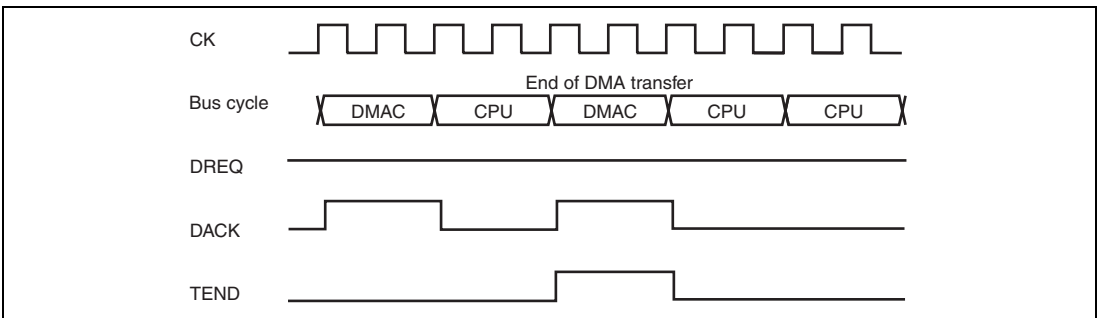 CK
End of DMA transfer
Bus cycle DMAC CPU DMAC CPU CPU
DREQ
DACK
TEND